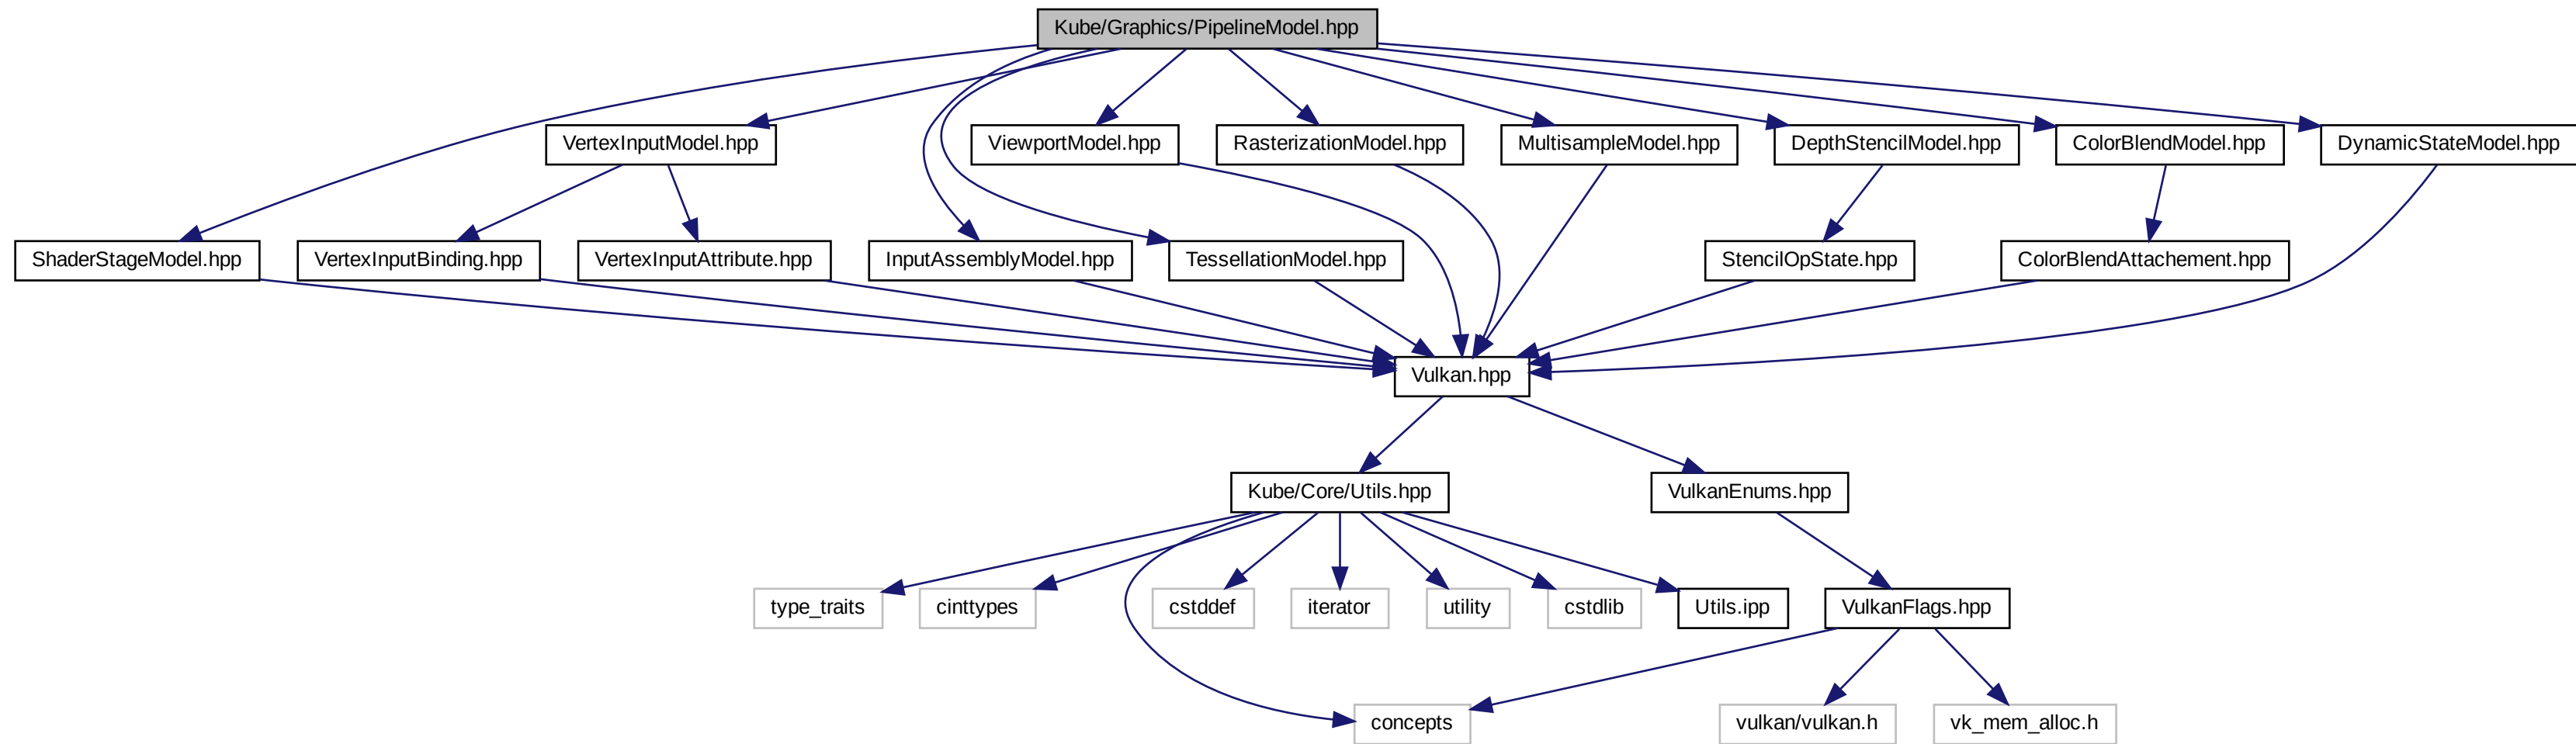 Kube/Graphics/PipelineModel.hpp
VertexInputModel.hpp
ViewportModel.hpp
RasterizationModel.hpp
MultisampleModel.hpp
DepthStencilModel.hpp
ColorBlendModel.hpp
DynamicStateModel.hpp
ShaderStageModel.hpp
VertexInputBinding.hpp
VertexInputAttribute.hpp
InputAssemblyModel.hpp
TessellationModel.hpp
StencilOpState.hpp
ColorBlendAttachement.hpp
Vulkan.hpp
Kube/Core/Utils.hpp
VulkanEnums.hpp
type_traits
cinttypes
cstddef
iterator
utility
cstdlib
Utils.ipp
VulkanFlags.hpp
concepts
vulkan/vulkan.h
vk_mem_alloc.h